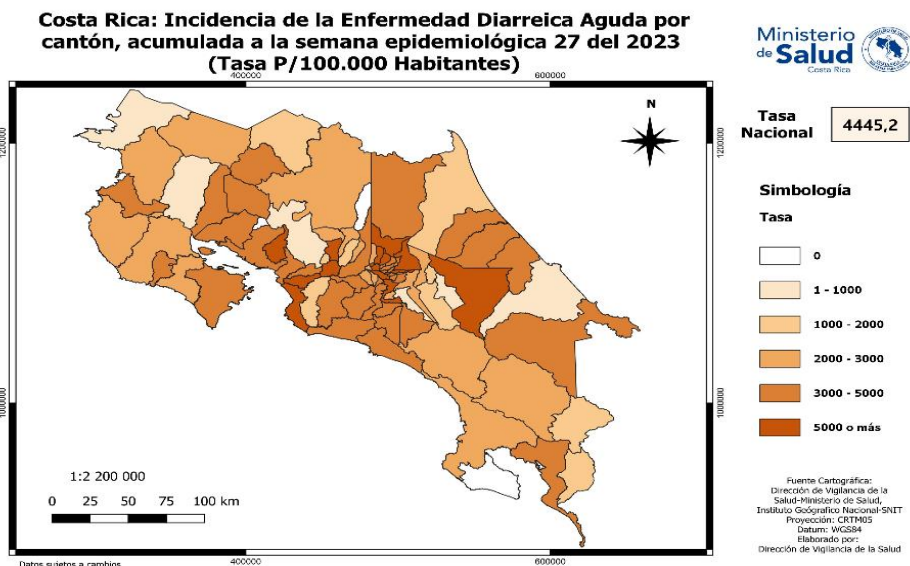 Costa Rica: Incidencia de la Enfermedad Diarreica Aguda por
cantón, acumulada a la semana epidemiológica 27 del 2023
(Tasa P/100.000 Habitantes)
Ministerio
de Salud
Costa Rica
400000
600000
N
Tasa
Nacional
4445,2
1200000
1200000
Simbología
Tasa
0
1 - 1000
1000 - 2000
2000 - 3000
3000 - 5000
5000 o más
1000000
1000000
1:2 200 000
0 25 50 75 100 km
Fuente Cartográfica:
Dirección de Vigilancia de la
Salud-Ministerio de Salud,
Instituto Geógrafico Nacional-SNIT
Proyección: CRTM05
Datum: WGS84
Elaborado por:
Dirección de Vigilancia de la Salud
400000
600000
Datos sujetos a cambios